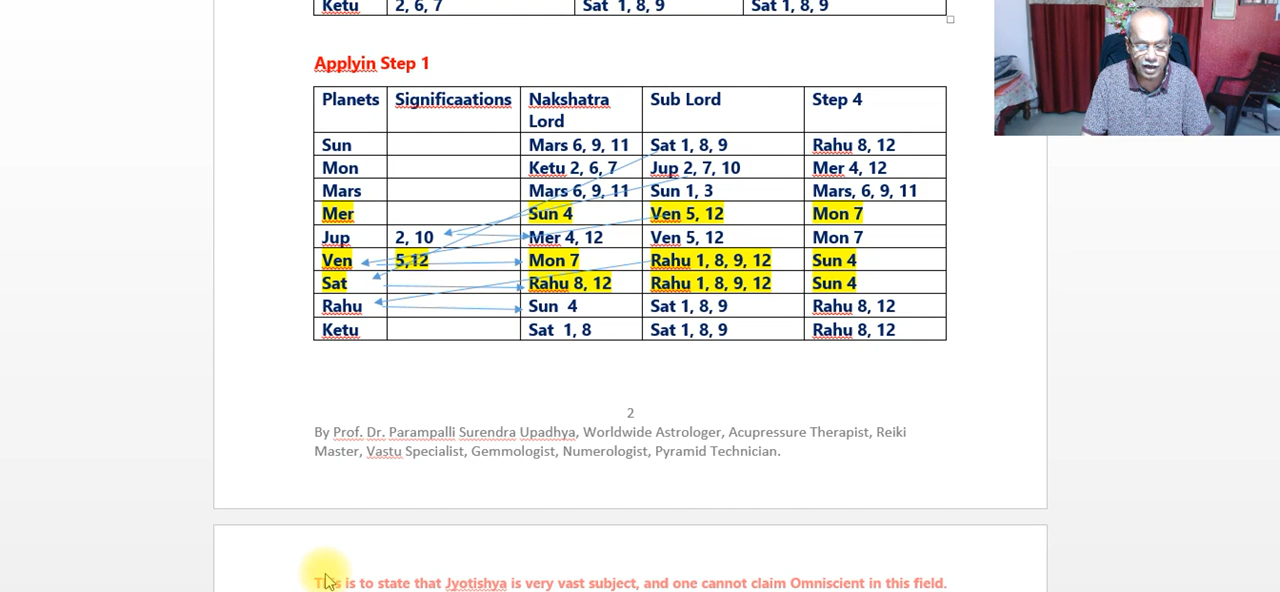 Ketu 2, 6, 7 Sat 1, 8, 9 Sat 1, 8, 9
Applyin Step 1
Planets Significaations Nakshatra Lord Sub Lord Step 4
Sun Mars 6, 9, 11 Sat 1, 8, 9 Rahu 8, 12
Mon Ketu 2, 6, 7 Jup 2, 7, 10 Mer 4, 12
Mars Mars 6, 9, 11 Sun 1, 3 Mars, 6, 9, 11
Mer Sun 4 Ven 5, 12 Mon 7
Jup 2, 10 Mer 4, 12 Ven 5, 12 Mon 7
Ven 5,12 Mon 7 Rahu 1, 8, 9, 12 Sun 4
Sat Rahu 8, 12 Rahu 1, 8, 9, 12 Sun 4
Rahu Sun 4 Sat 1, 8, 9 Rahu 8, 12
Ketu Sat 1, 8 Sat 1, 8, 9 Rahu 8, 12
2
By Prof. Dr. Parampalli Surendra Upadhya, Worldwide Astrologer, Acupressure Therapist, Reiki
Master, Vastu Specialist, Gemmologist, Numerologist, Pyramid Technician.
This is to state that Jyotishya is very vast subject, and one cannot claim Omniscient in this field.